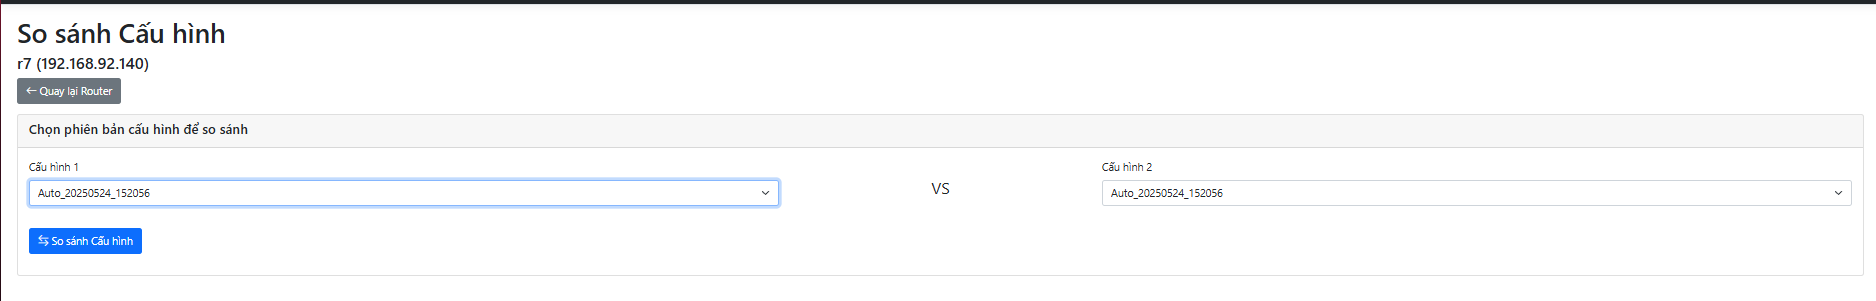 So sánh Cấu hình
r7 (192.168.92.140)
← Quay lại Router
Chọn phiên bản cấu hình để so sánh
Cấu hình 1
Auto_20250524_152056
VS
Cấu hình 2
Auto_20250524_152056
⇆ So sánh Cấu hình